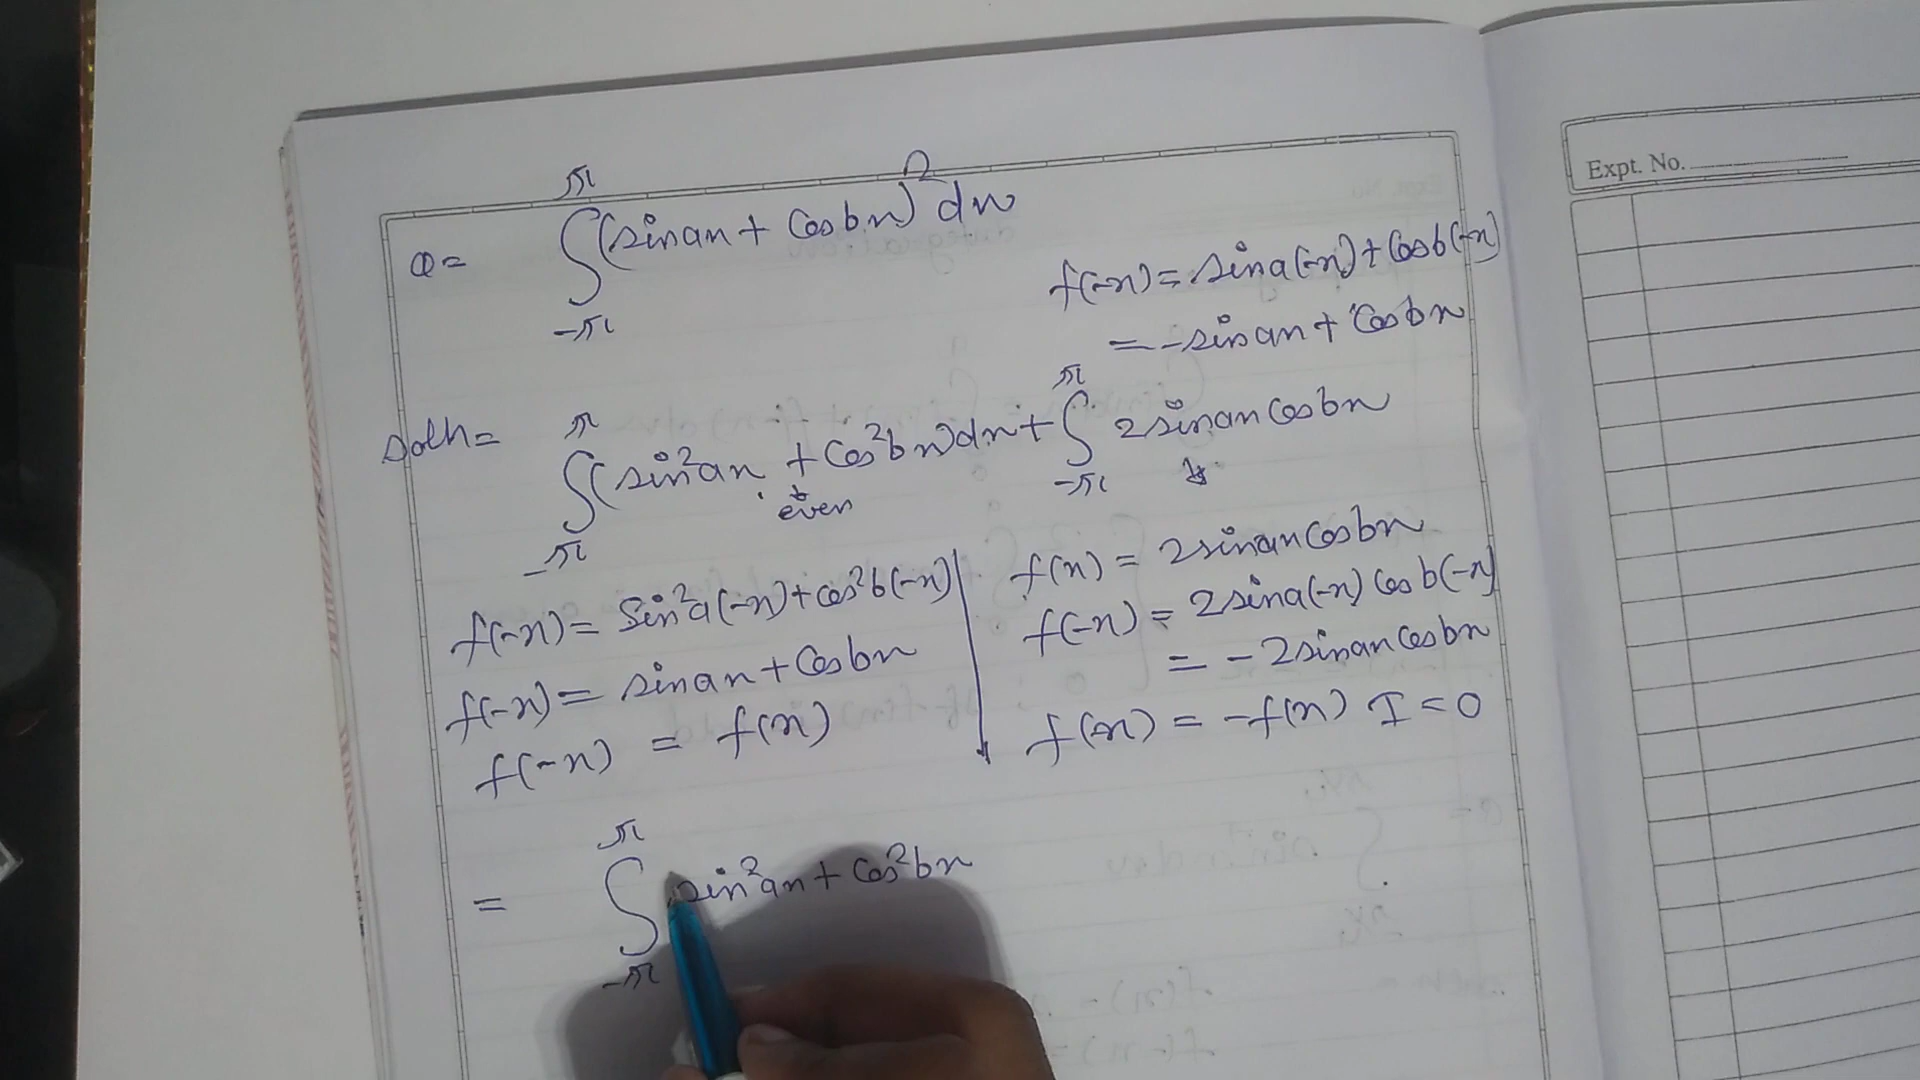 Q = ∫_{-π}^{π} (sin ax + cos bx)² dx
f(-x) = sin a(-x) + cos b(-x)
= - sin ax + cos bx
Soln = ∫_{-π}^{π} (sin² ax + cos² bx) dx + ∫_{-π}^{π} 2 sin ax cos bx
even
f(-x) = Sin² a(-x) + cos² b(-x)
f(-x) = sin ax + cos bx
f(-x) = f(x)
f(x) = 2 sin ax cos bx
f(-x) = 2 sin a(-x) cos b(-x)
= - 2 sin ax cos bx
f(-x) = -f(x) I = 0
= ∫_{-π}^{π} sin² ax + cos² bx
Expt. No.